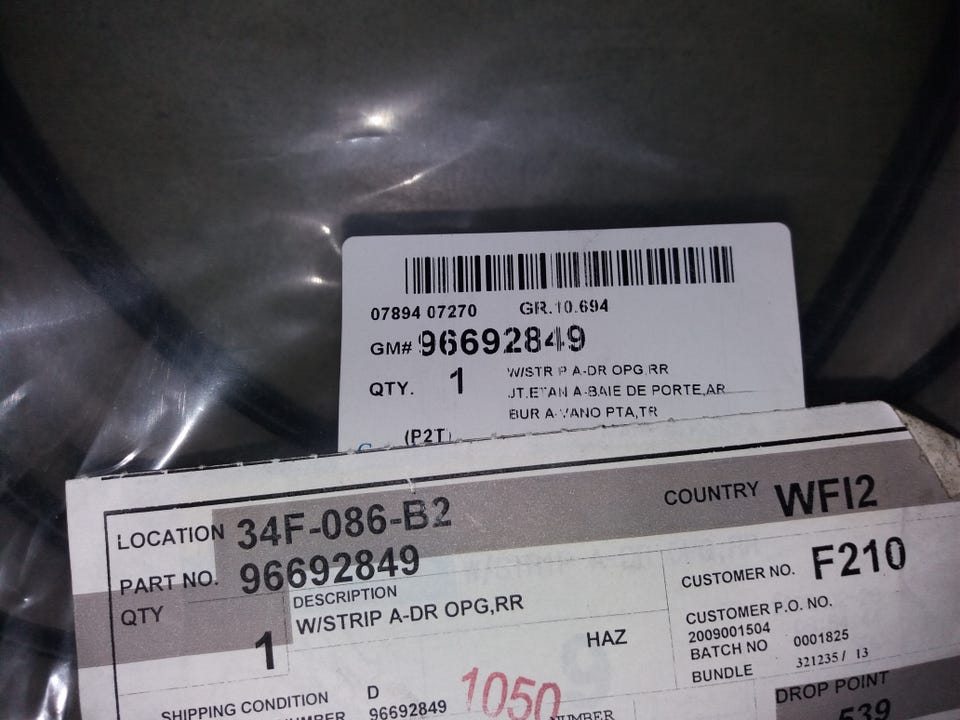 07894 07270 GR.10.694
GM# 96692849
QTY. 1 W/STRIP A-DR OPG,RR
JT.ETAN A-BAIE DE PORTE,AR
BUR A-VANO PTA,TR
(P2T)
LOCATION 34F-086-B2 COUNTRY WFI2
PART NO. 96692849 CUSTOMER NO. F210
QTY 1 DESCRIPTION
W/STRIP A-DR OPG,RR
CUSTOMER P.O. NO.
2009001504
HAZ
BATCH NO 0001825
BUNDLE 321235/ 13
SHIPPING CONDITION D
1050
DROP POINT
NUMBER 96692849 NUMBER 539